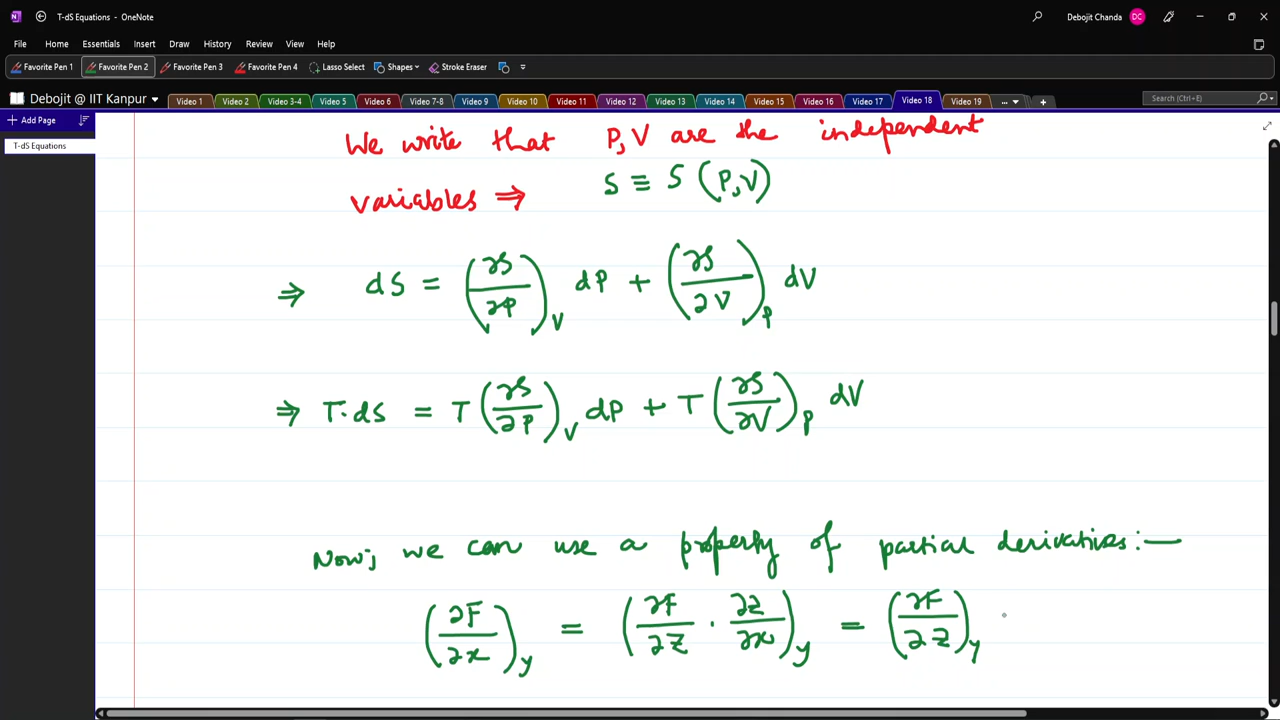 T-dS Equations - OneNote
Debojit Chanda DC
File Home Essentials Insert Draw History Review View Help
Favorite Pen 1 Favorite Pen 2 Favorite Pen 3 Favorite Pen 4 Lasso Select Shapes Stroke Eraser
Debojit @ IIT Kanpur Video 1 Video 2 Video 3-4 Video 5 Video 6 Video 7-8 Video 9 Video 10 Video 11 Video 12 Video 13 Video 14 Video 15 Video 16 Video 17 Video 18 Video 19 ... + Search (Ctrl+E)
+ Add Page
T-dS Equations
We write that P,V are the independent
variables ⇒ S ≡ S (P,V)
⇒ dS = (∂S/∂P)_V dP + (∂S/∂V)_P dV
⇒ T·dS = T (∂S/∂P)_V dP + T (∂S/∂V)_P dV
Now; we can use a property of partial derivatives:—
(∂F/∂x)_y = (∂F/∂Z · ∂Z/∂x)_y = (∂F/∂Z)_y